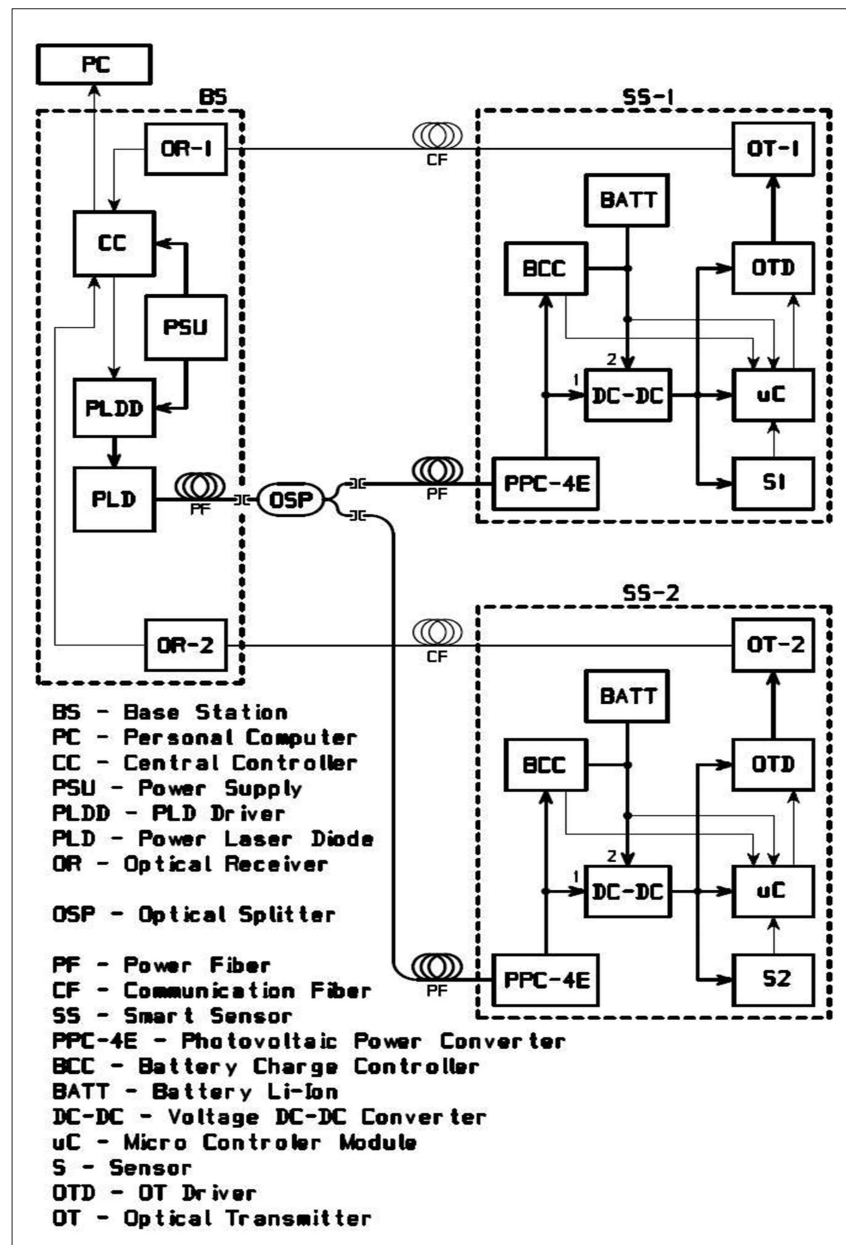 PC
BS
SS-1
OR-1
CF
OT-1
BATT
CC
BCC
OTD
PSU
2
1
PLDD
DC-DC
uC
PLD
PF
OSP
PF
PPC-4E
S1
SS-2
OR-2
CF
OT-2
BATT
BCC
OTD
2
1
DC-DC
uC
PF
PPC-4E
S2
BS - Base Station
PC - Personal Computer
CC - Central Controller
PSU - Power Supply
PLDD - PLD Driver
PLD - Power Laser Diode
OR - Optical Receiver
OSP - Optical Splitter
PF - Power Fiber
CF - Communication Fiber
SS - Smart Sensor
PPC-4E - Photovoltaic Power Converter
BCC - Battery Charge Controller
BATT - Battery Li-Ion
DC-DC - Voltage DC-DC Converter
uC - Micro Controler Module
S - Sensor
OTD - OT Driver
OT - Optical Transmitter